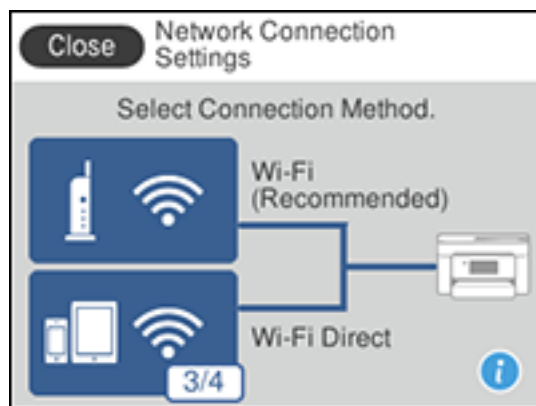 Close
Network Connection
Settings
Select Connection Method.
Wi-Fi
(Recommended)
Wi-Fi Direct
3/4
i